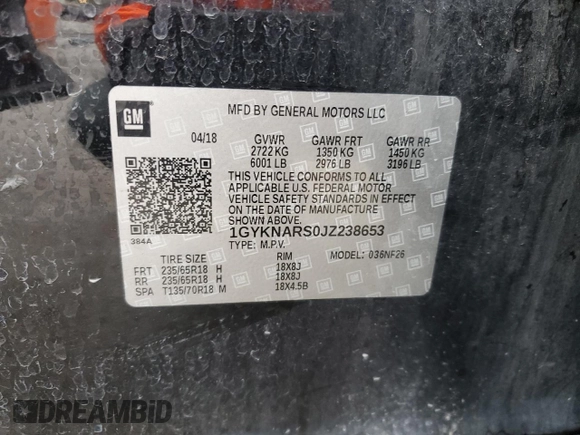 GM
MFD BY GENERAL MOTORS LLC
04/18 GVWR GAWR FRT GAWR RR
2722 KG 1350 KG 1450 KG
6001 LB 2976 LB 3196 LB
THIS VEHICLE CONFORMS TO ALL
APPLICABLE U.S. FEDERAL MOTOR
VEHICLE SAFETY STANDARDS IN EFFECT
ON THE DATE OF MANUFACTURE
SHOWN ABOVE.
384A
1GYKNARS0JZ238653
TYPE: M.P.V. MODEL: 036NF26
TIRE SIZE RIM
FRT 235/65R18 H 18X8J
RR 235/65R18 H 18X8J
SPA T135/70R18 M 18X4.5B
DREAMBID